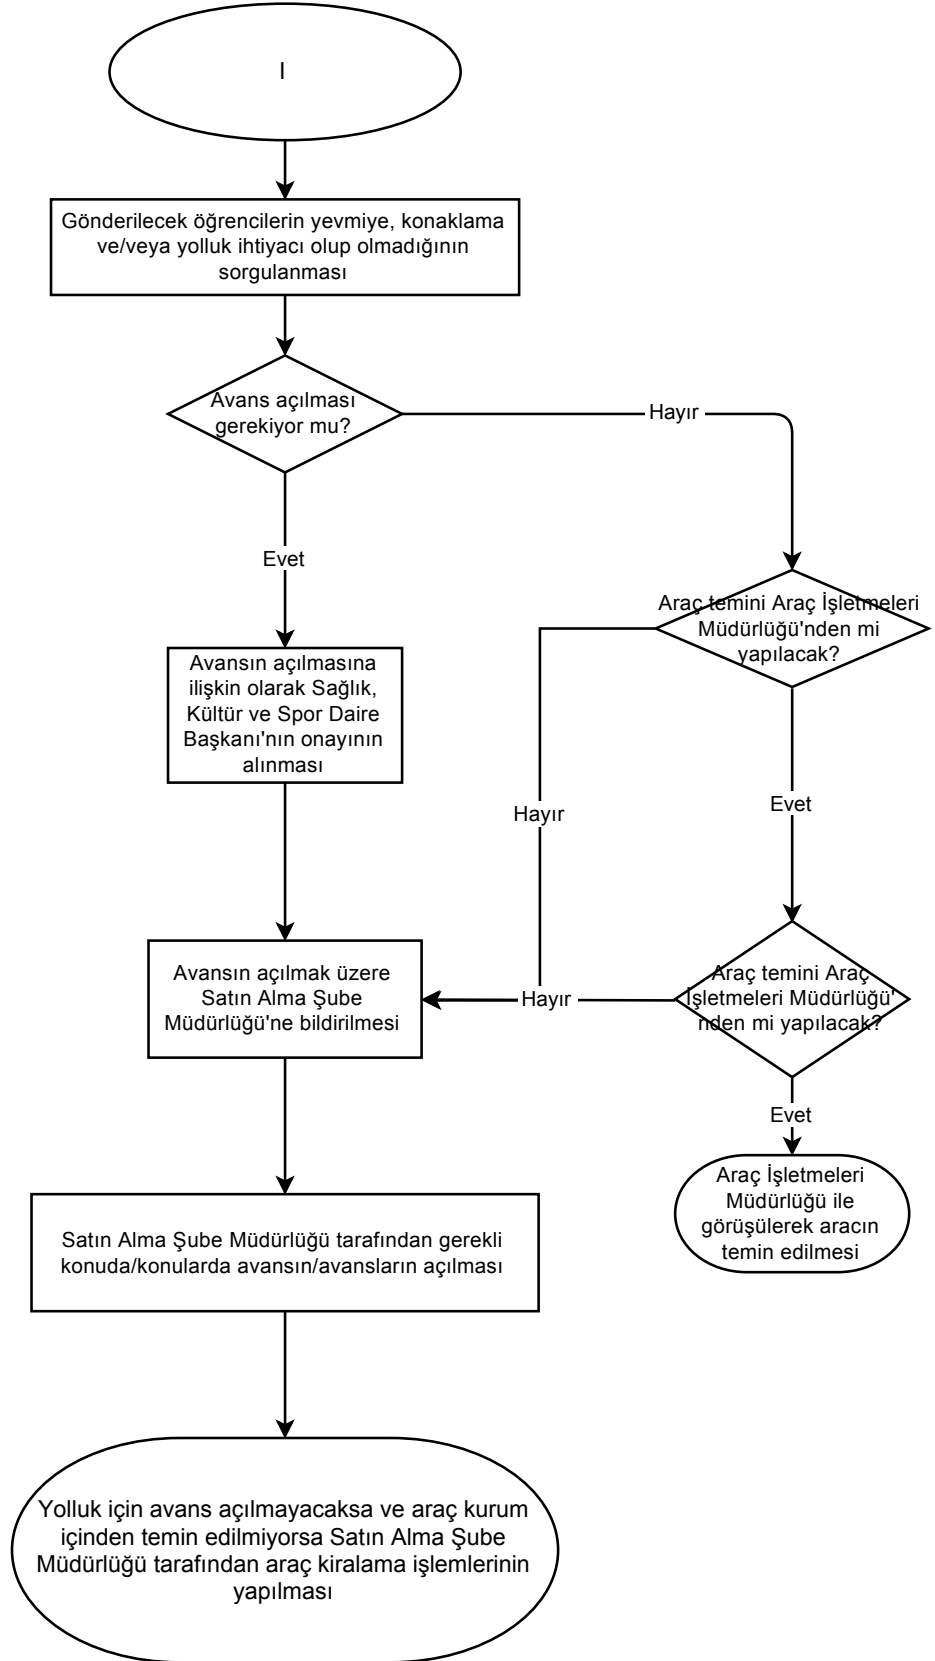 I
Gönderilecek öğrencilerin yevmiye, konaklama
ve/veya yolluk ihtiyacı olup olmadığının
sorgulanması
Avans açılması
gerekiyor mu?
Hayır
Evet
Araç temini Araç İşletmeleri
Müdürlüğü'nden mi
yapılacak?
Avansın açılmasına
ilişkin olarak Sağlık,
Kültür ve Spor Daire
Başkanı'nın onayının
alınması
Hayır
Evet
Avansın açılmak üzere
Satın Alma Şube
Müdürlüğü'ne bildirilmesi
Hayır
Araç temini Araç
İşletmeleri Müdürlüğü'
nden mi yapılacak?
Evet
Araç İşletmeleri
Müdürlüğü ile
görüşülerek aracın
temin edilmesi
Satın Alma Şube Müdürlüğü tarafından gerekli
konuda/konularda avansın/avansların açılması
Yolluk için avans açılmayacaksa ve araç kurum
içinden temin edilmiyorsa Satın Alma Şube
Müdürlüğü tarafından araç kiralama işlemlerinin
yapılması